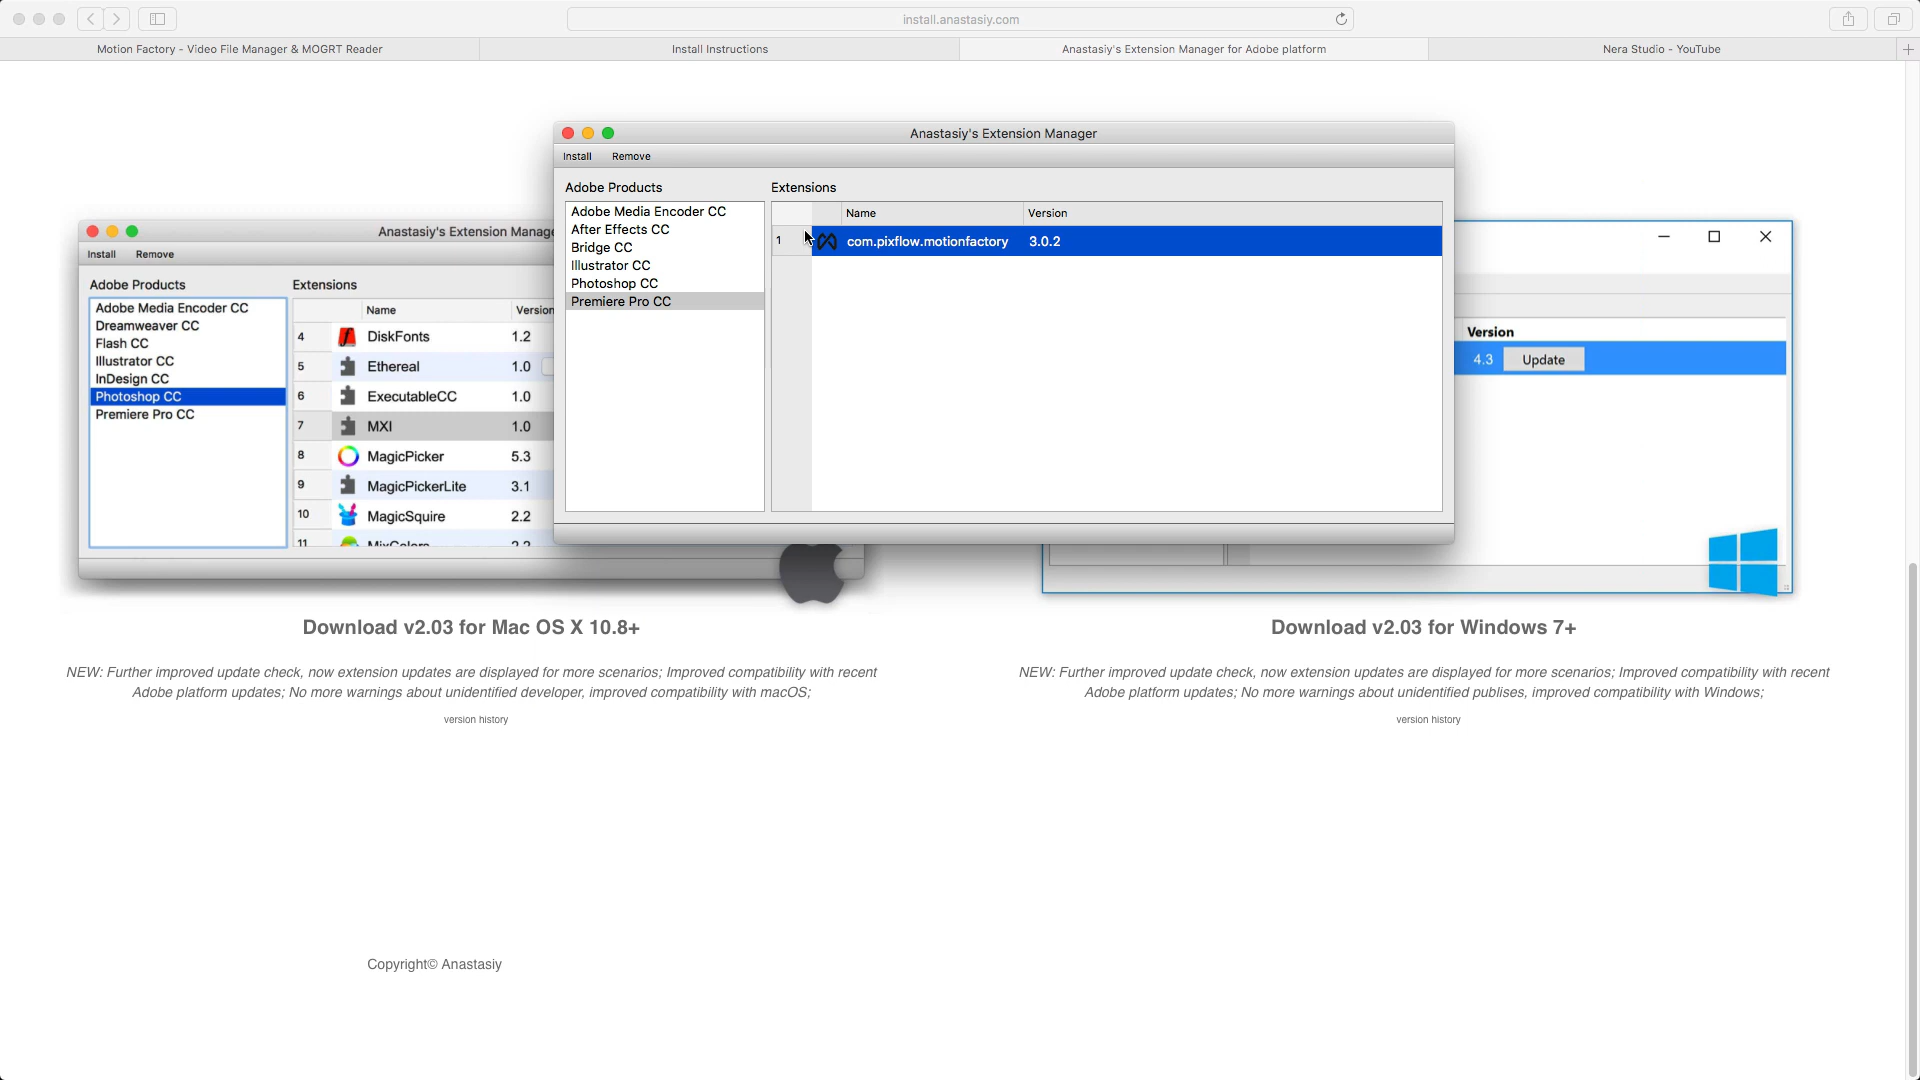 install.anastasiy.com
Motion Factory - Video File Manager & MOGRT Reader
Install Instructions
Anastasiy's Extension Manager for Adobe platform
Nera Studio - YouTube
Anastasiy's Extension Manager
Install Remove
Adobe Products
Extensions
Adobe Media Encoder CC
After Effects CC
Bridge CC
Illustrator CC
Photoshop CC
Premiere Pro CC
Name Version
1 com.pixflow.motionfactory 3.0.2
Anastasiy's Extension Manage
Install Remove
Adobe Products
Extensions
Adobe Media Encoder CC
Dreamweaver CC
Flash CC
Illustrator CC
InDesign CC
Photoshop CC
Premiere Pro CC
Name Version
4 DiskFonts 1.2
5 Ethereal 1.0
6 ExecutableCC 1.0
7 MXI 1.0
8 MagicPicker 5.3
9 MagicPickerLite 3.1
10 MagicSquire 2.2
11 MixColors 2.2
Version
4.3 Update
Download v2.03 for Mac OS X 10.8+
NEW: Further improved update check, now extension updates are displayed for more scenarios; Improved compatibility with recent
Adobe platform updates; No more warnings about unidentified developer, improved compatibility with macOS;
version history
Download v2.03 for Windows 7+
NEW: Further improved update check, now extension updates are displayed for more scenarios; Improved compatibility with recent
Adobe platform updates; No more warnings about unidentified publises, improved compatibility with Windows;
version history
Copyright© Anastasiy